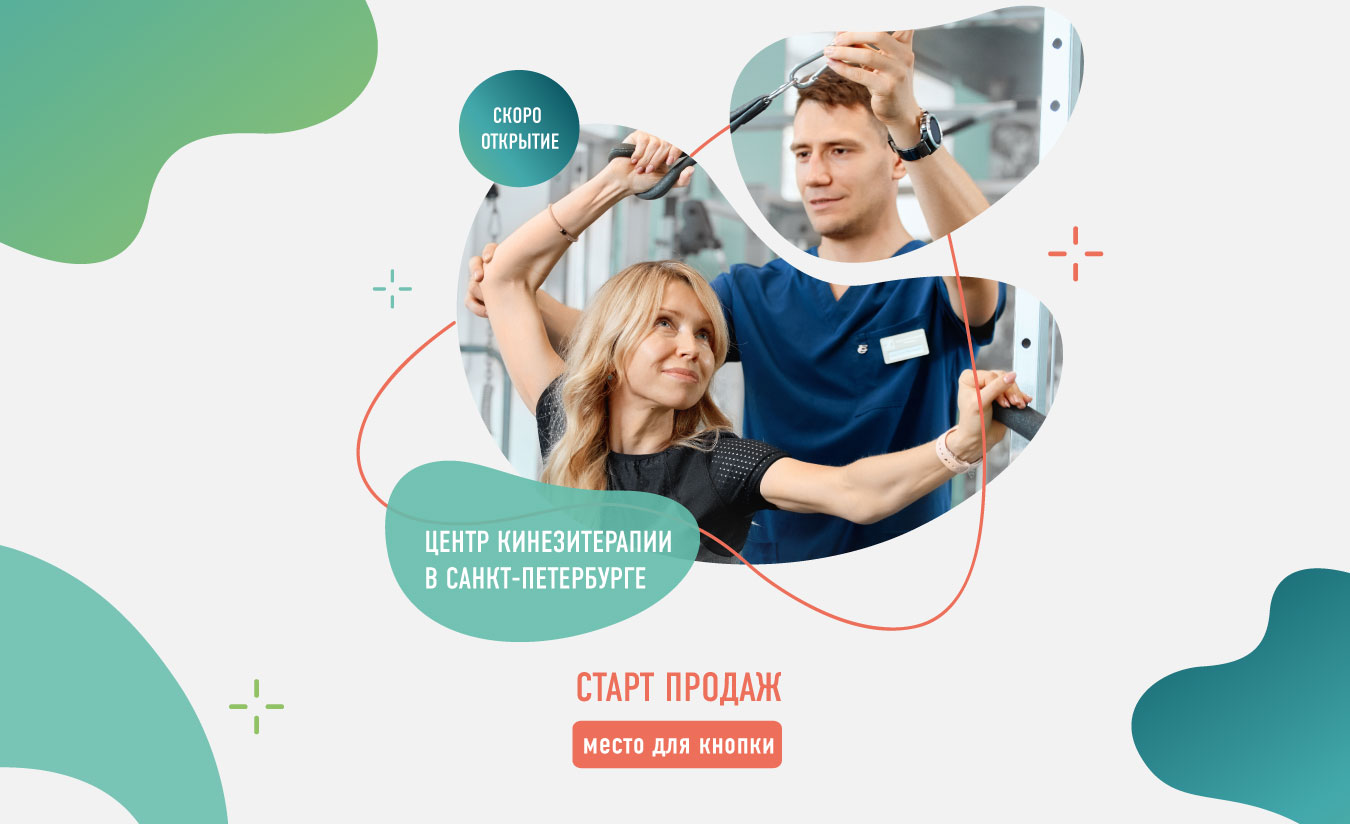 СКОРО
ОТКРЫТИЕ
ЦЕНТР КИНЕЗИТЕРАПИИ
В САНКТ-ПЕТЕРБУРГЕ
СТАРТ ПРОДАЖ
место для кнопки